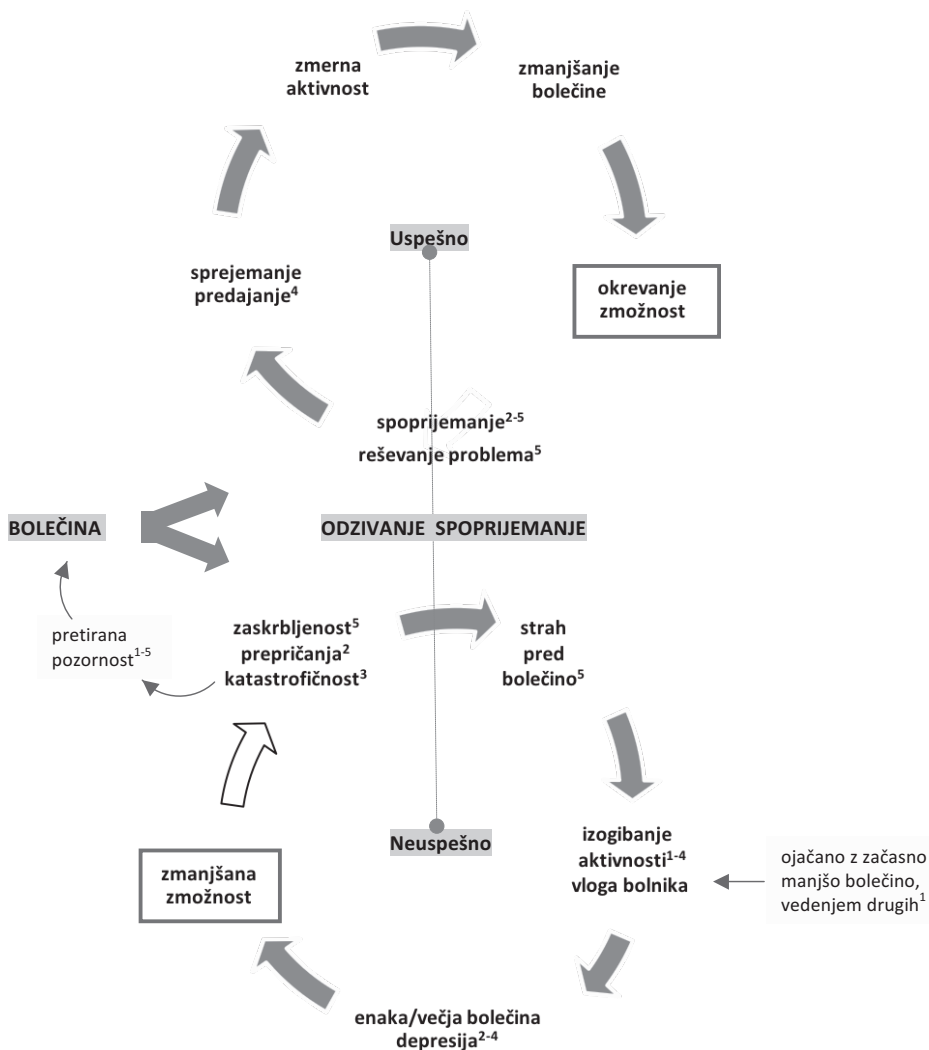 zmerna
aktivnost
zmanjšanje
bolečine
Uspešno
sprejemanje
predajanje⁴
okrevanje
zmožnost
spoprijemanje²⁻⁵
reševanje problema⁵
BOLEČINA
ODZIVANJE SPOPRIJEMANJE
pretirana
pozornost¹⁻⁵
zaskrbljenost⁵
prepričanja²
katastrofičnost³
strah
pred
bolečino⁵
Neuspešno
izogibanje
aktivnosti¹⁻⁴
vloga bolnika
ojačano z začasno
manjšo bolečino,
vedenjem drugih¹
zmanjšana
zmožnost
enaka/večja bolečina
depresija²⁻⁴